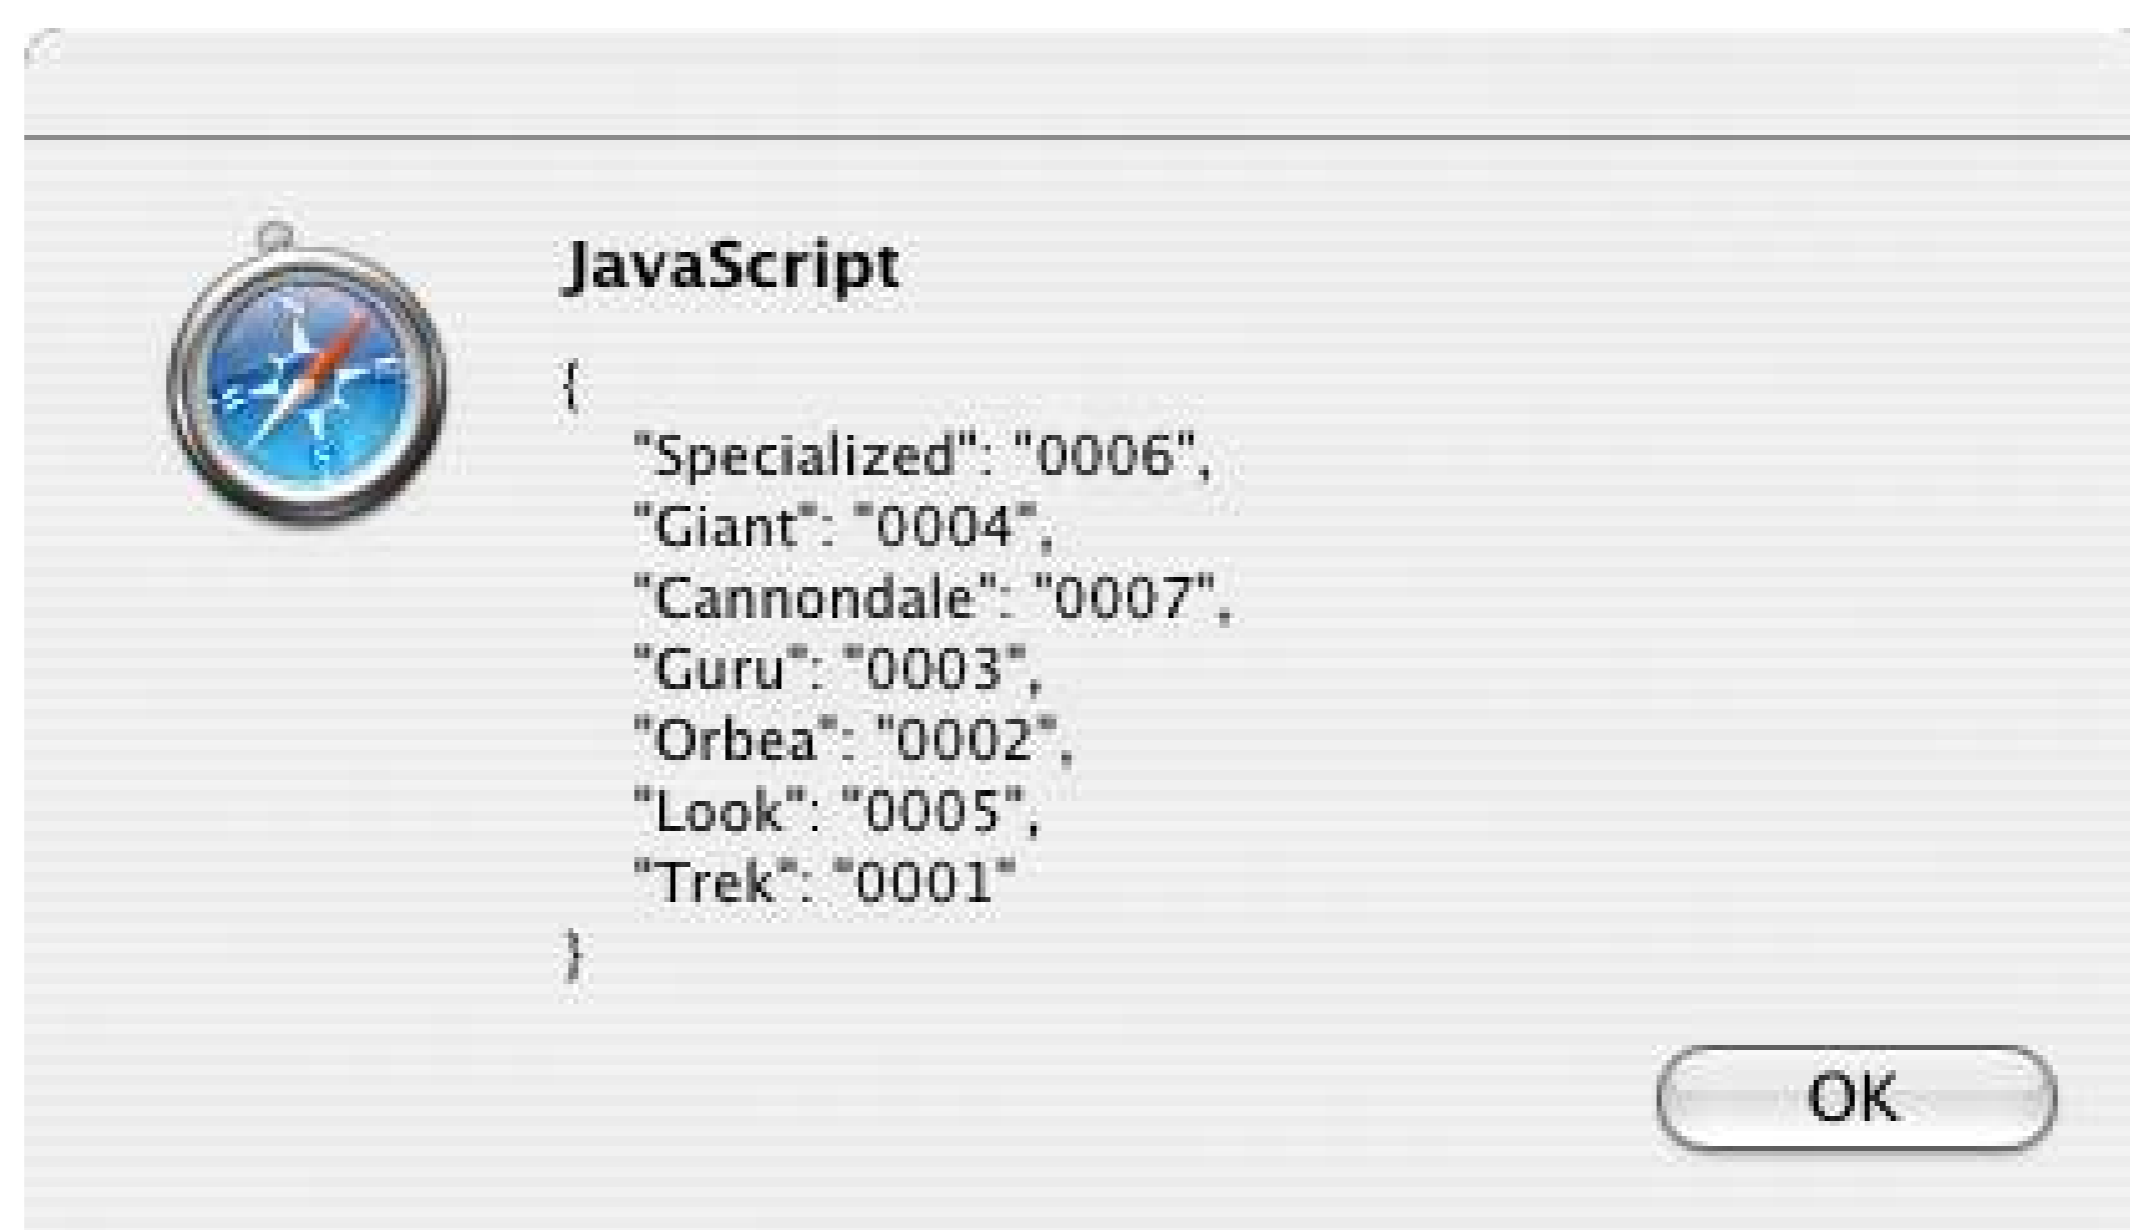 JavaScript
{
"Specialized": "0006",
"Giant": "0004",
"Cannondale": "0007",
"Guru": "0003",
"Orbea": "0002",
"Look": "0005",
"Trek": "0001"
}
OK